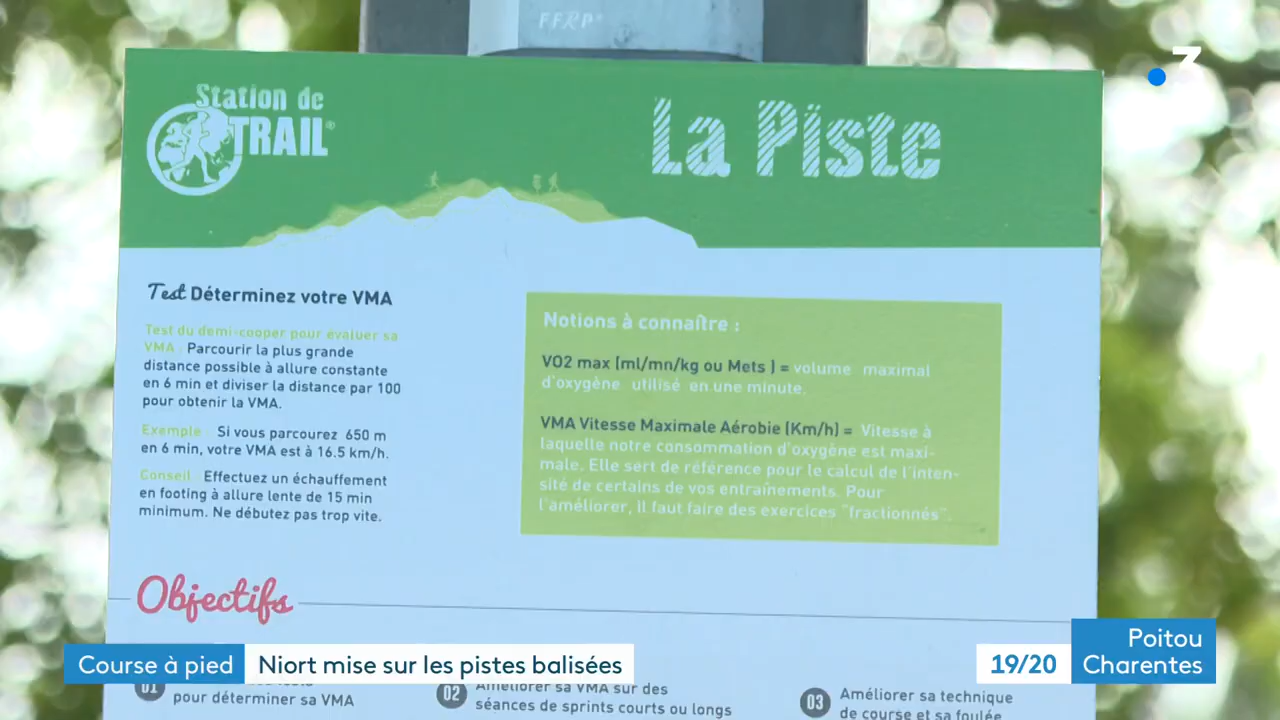 FFRP®
3
Station de
TRAIL®
La Piste
Test Déterminez votre VMA
Test du demi-cooper pour évaluer sa
VMA : Parcourir la plus grande
distance possible à allure constante
en 6 min et diviser la distance par 100
pour obtenir la VMA.
Exemple : Si vous parcourez 650 m
en 6 min, votre VMA est à 16.5 km/h.
Conseil : Effectuez un échauffement
en footing à allure lente de 15 min
minimum. Ne débutez pas trop vite.
Notions à connaître :
VO2 max (ml/mn/kg ou Mets ) = volume maximal
d'oxygène utilisé en une minute.
VMA Vitesse Maximale Aérobie (Km/h) = Vitesse à
laquelle notre consommation d'oxygène est maxi-
male. Elle sert de référence pour le calcul de l'inten-
sité de certains de vos entraînements. Pour
l'améliorer, il faut faire des exercices "fractionnés".
Objectifs
01
pour déterminer sa VMA
02 Améliorer sa VMA sur des
séances de sprints courts ou longs
03 Améliorer sa technique
de course et sa foulée
Course à pied
Niort mise sur les pistes balisées
19/20
Poitou
Charentes